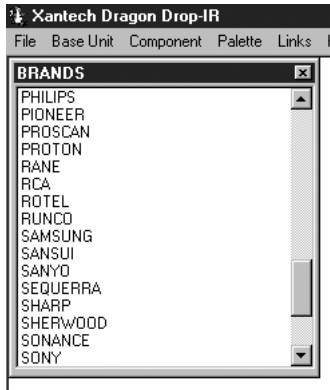 Xantech Dragon Drop-IR
File Base Unit Component Palette Links
BRANDS
PHILIPS
PIONEER
PROSCAN
PROTON
RANE
RCA
ROTEL
RUNCO
SAMSUNG
SANSUI
SANYO
SEQUERRA
SHARP
SHERWOOD
SONANCE
SONY